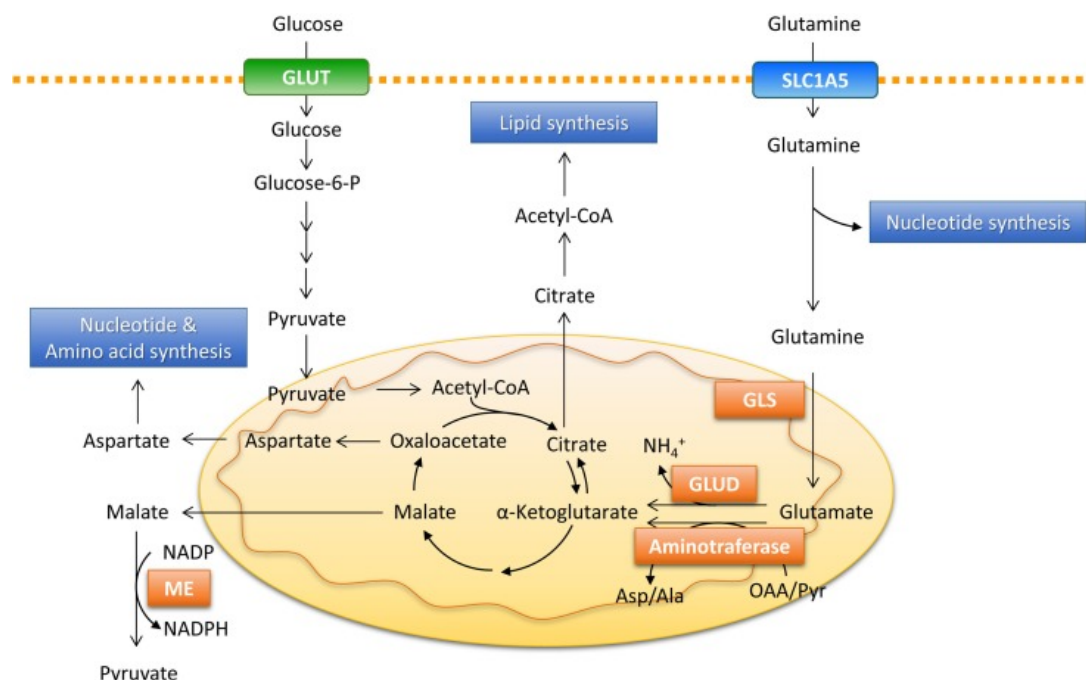 Glucose
Glutamine
GLUT
SLC1A5
Glucose
Lipid synthesis
Glutamine
Glucose-6-P
Acetyl-CoA
Nucleotide synthesis
Citrate
Pyruvate
Nucleotide &
Amino acid synthesis
Glutamine
Pyruvate
Acetyl-CoA
GLS
Aspartate
Aspartate
Oxaloacetate
Citrate
NH₄⁺
GLUD
Malate
Malate
α-Ketoglutarate
Glutamate
Aminotraferase
NADP
ME
Asp/Ala
OAA/Pyr
NADPH
Pyruvate